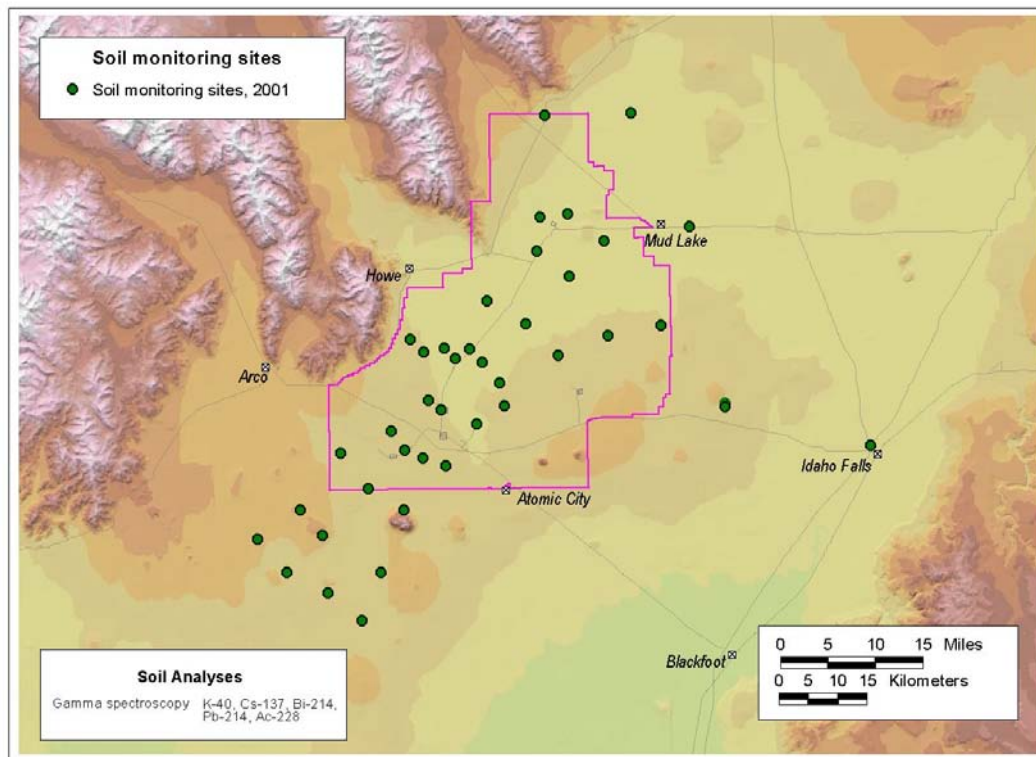 Soil monitoring sites
Soil monitoring sites, 2001
Mud Lake
Howe
Arco
Idaho Falls
Atomic City
Blackfoot
Soil Analyses
Gamma spectroscopy K-40, Cs-137, Bi-214,
Pb-214, Ac-228
0 5 10 15 Miles
0 5 10 15 Kilometers